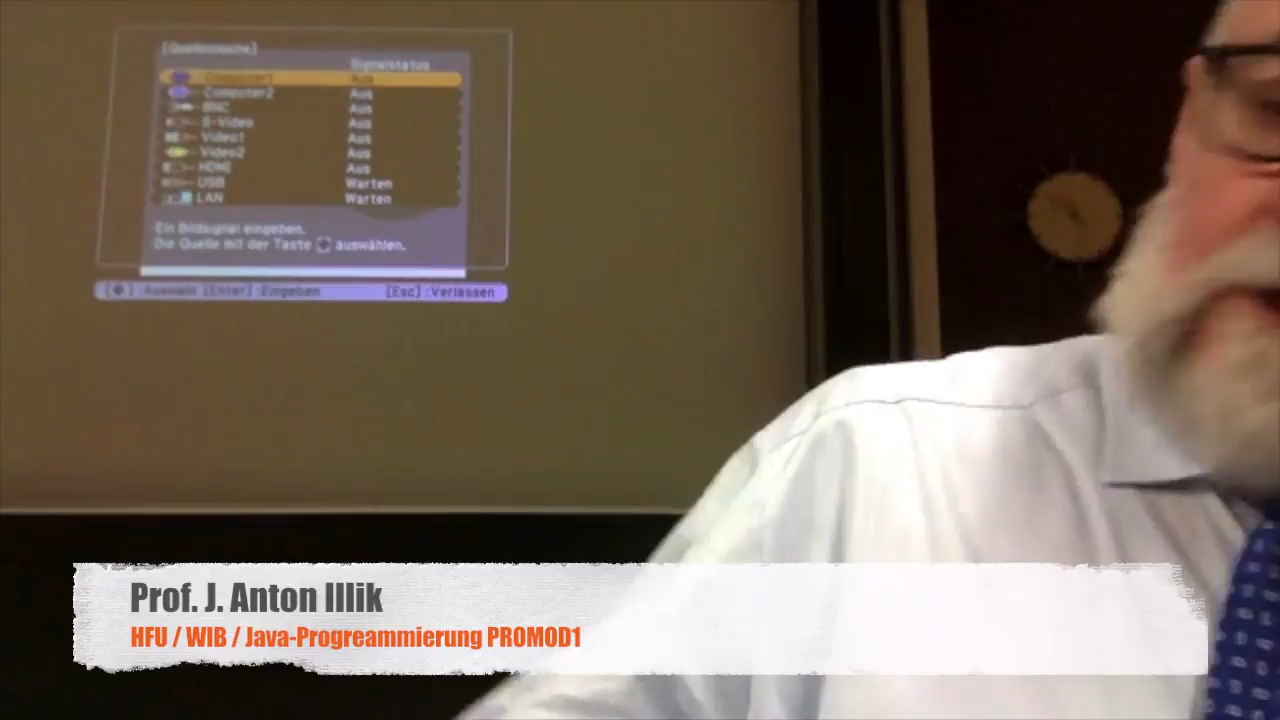 [Quellensuche]
Signalstatus
Computer1 Aus
Computer2 Aus
BNC Aus
S-Video Aus
Video1 Aus
Video2 Aus
HDMI Aus
USB Warten
LAN Warten
Ein Bildsignal eingeben.
Die Quelle mit der Taste auswählen.
: Auswahl [Enter] :Eingeben [Esc] :Verlassen
Prof. J. Anton Illik
HFU / WIB / Java-Progreammierung PROMOD1